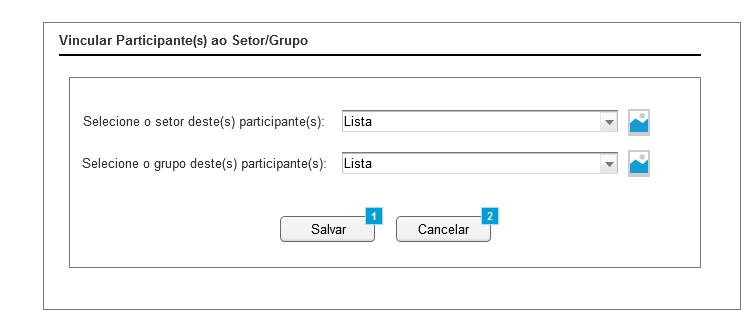 Vincular Participante(s) ao Setor/Grupo
Selecione o setor deste(s) participante(s): Lista
Selecione o grupo deste(s) participante(s): Lista
Salvar 1 Cancelar 2